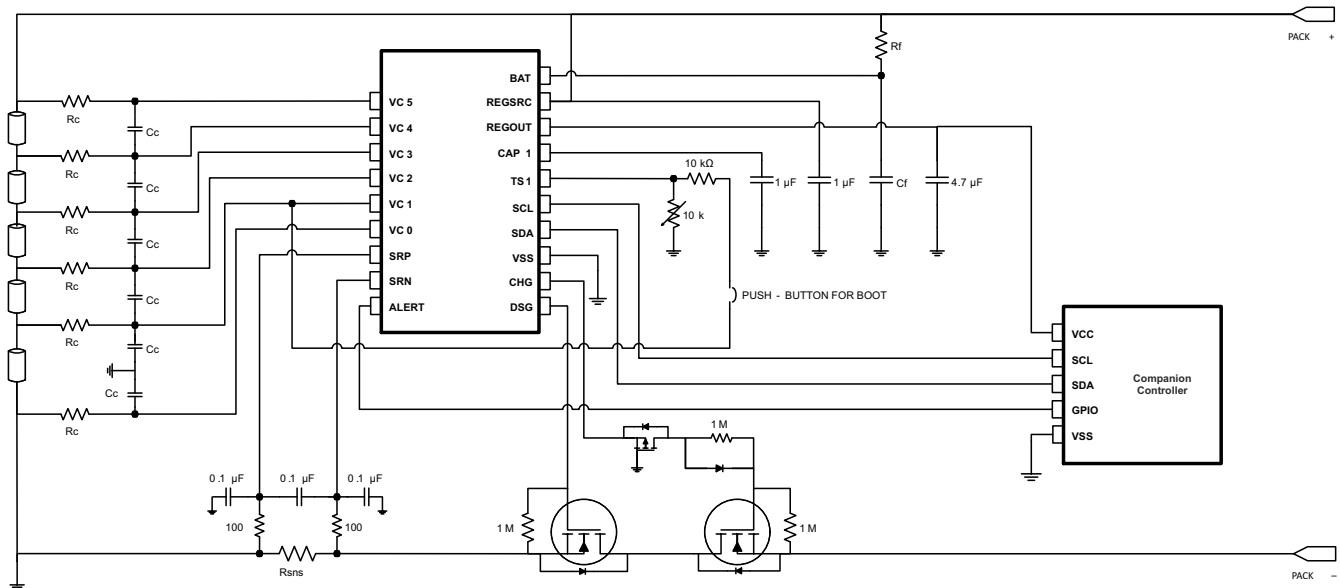 PACK +
Rf
BAT
REGSRC
REGOUT
CAP 1
TS1
SCL
SDA
VSS
CHG
DSG
VC 5
VC 4
VC 3
VC 2
VC 1
VC 0
SRP
SRN
ALERT
Rc
Rc
Rc
Rc
Rc
Rc
Cc
Cc
Cc
Cc
Cc
Cc
10 kΩ
10 k
1 µF
1 µF
Cf
4.7 µF
PUSH - BUTTON FOR BOOT
VCC
SCL
SDA
GPIO
VSS
Companion
Controller
1 M
0 .1 µF
0 .1 µF
0 .1 µF
100
100
Rsns
1 M
1 M
PACK –